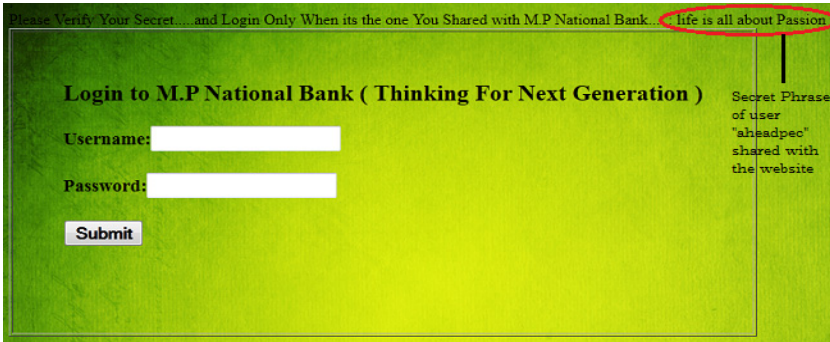 Please Verify Your Secret.....and Login Only When its the one You Shared with M.P National Bank.... : life is all about Passion
Login to M.P National Bank ( Thinking For Next Generation )
Secret Phrase
of user
"aheadpec"
shared with
the website
Username:
Password:
Submit